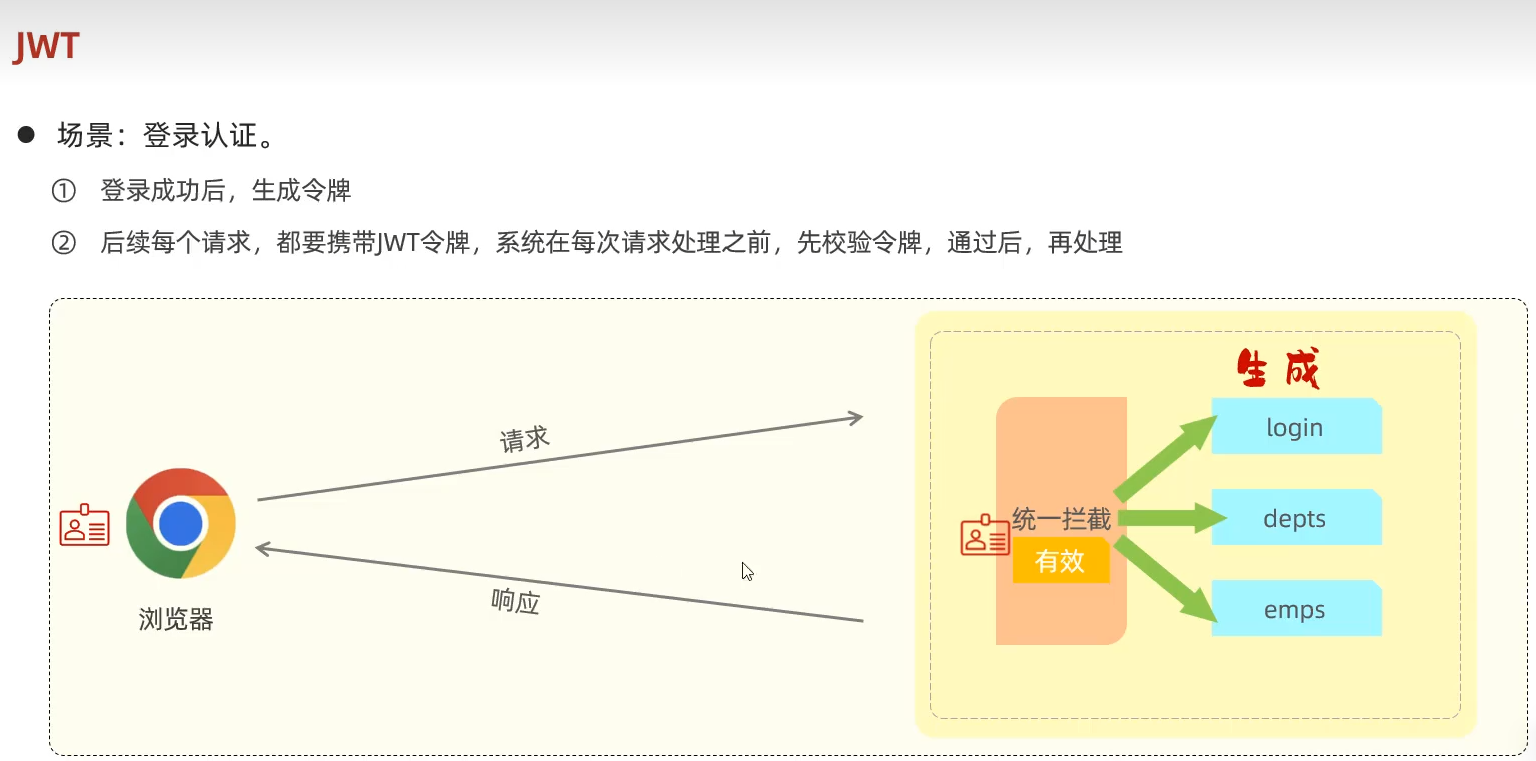 JWT
● 场景：登录认证。
① 登录成功后，生成令牌
② 后续每个请求，都要携带JWT令牌，系统在每次请求处理之前，先校验令牌，通过后，再处理
生成
login
请求
统一拦截
depts
有效
响应
浏览器
emps